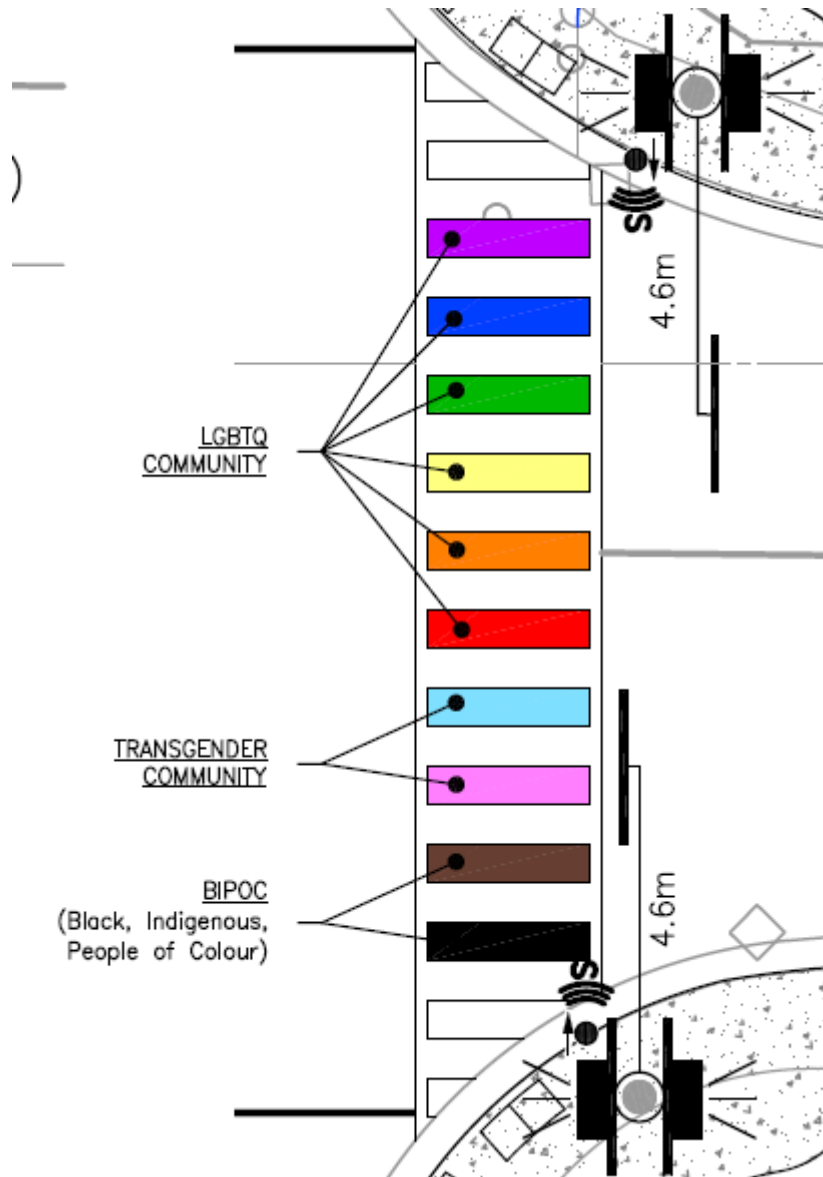 S
4.6m
LGBTQ
COMMUNITY
TRANSGENDER
COMMUNITY
BIPOC
(Black, Indigenous,
People of Colour)
4.6m
S